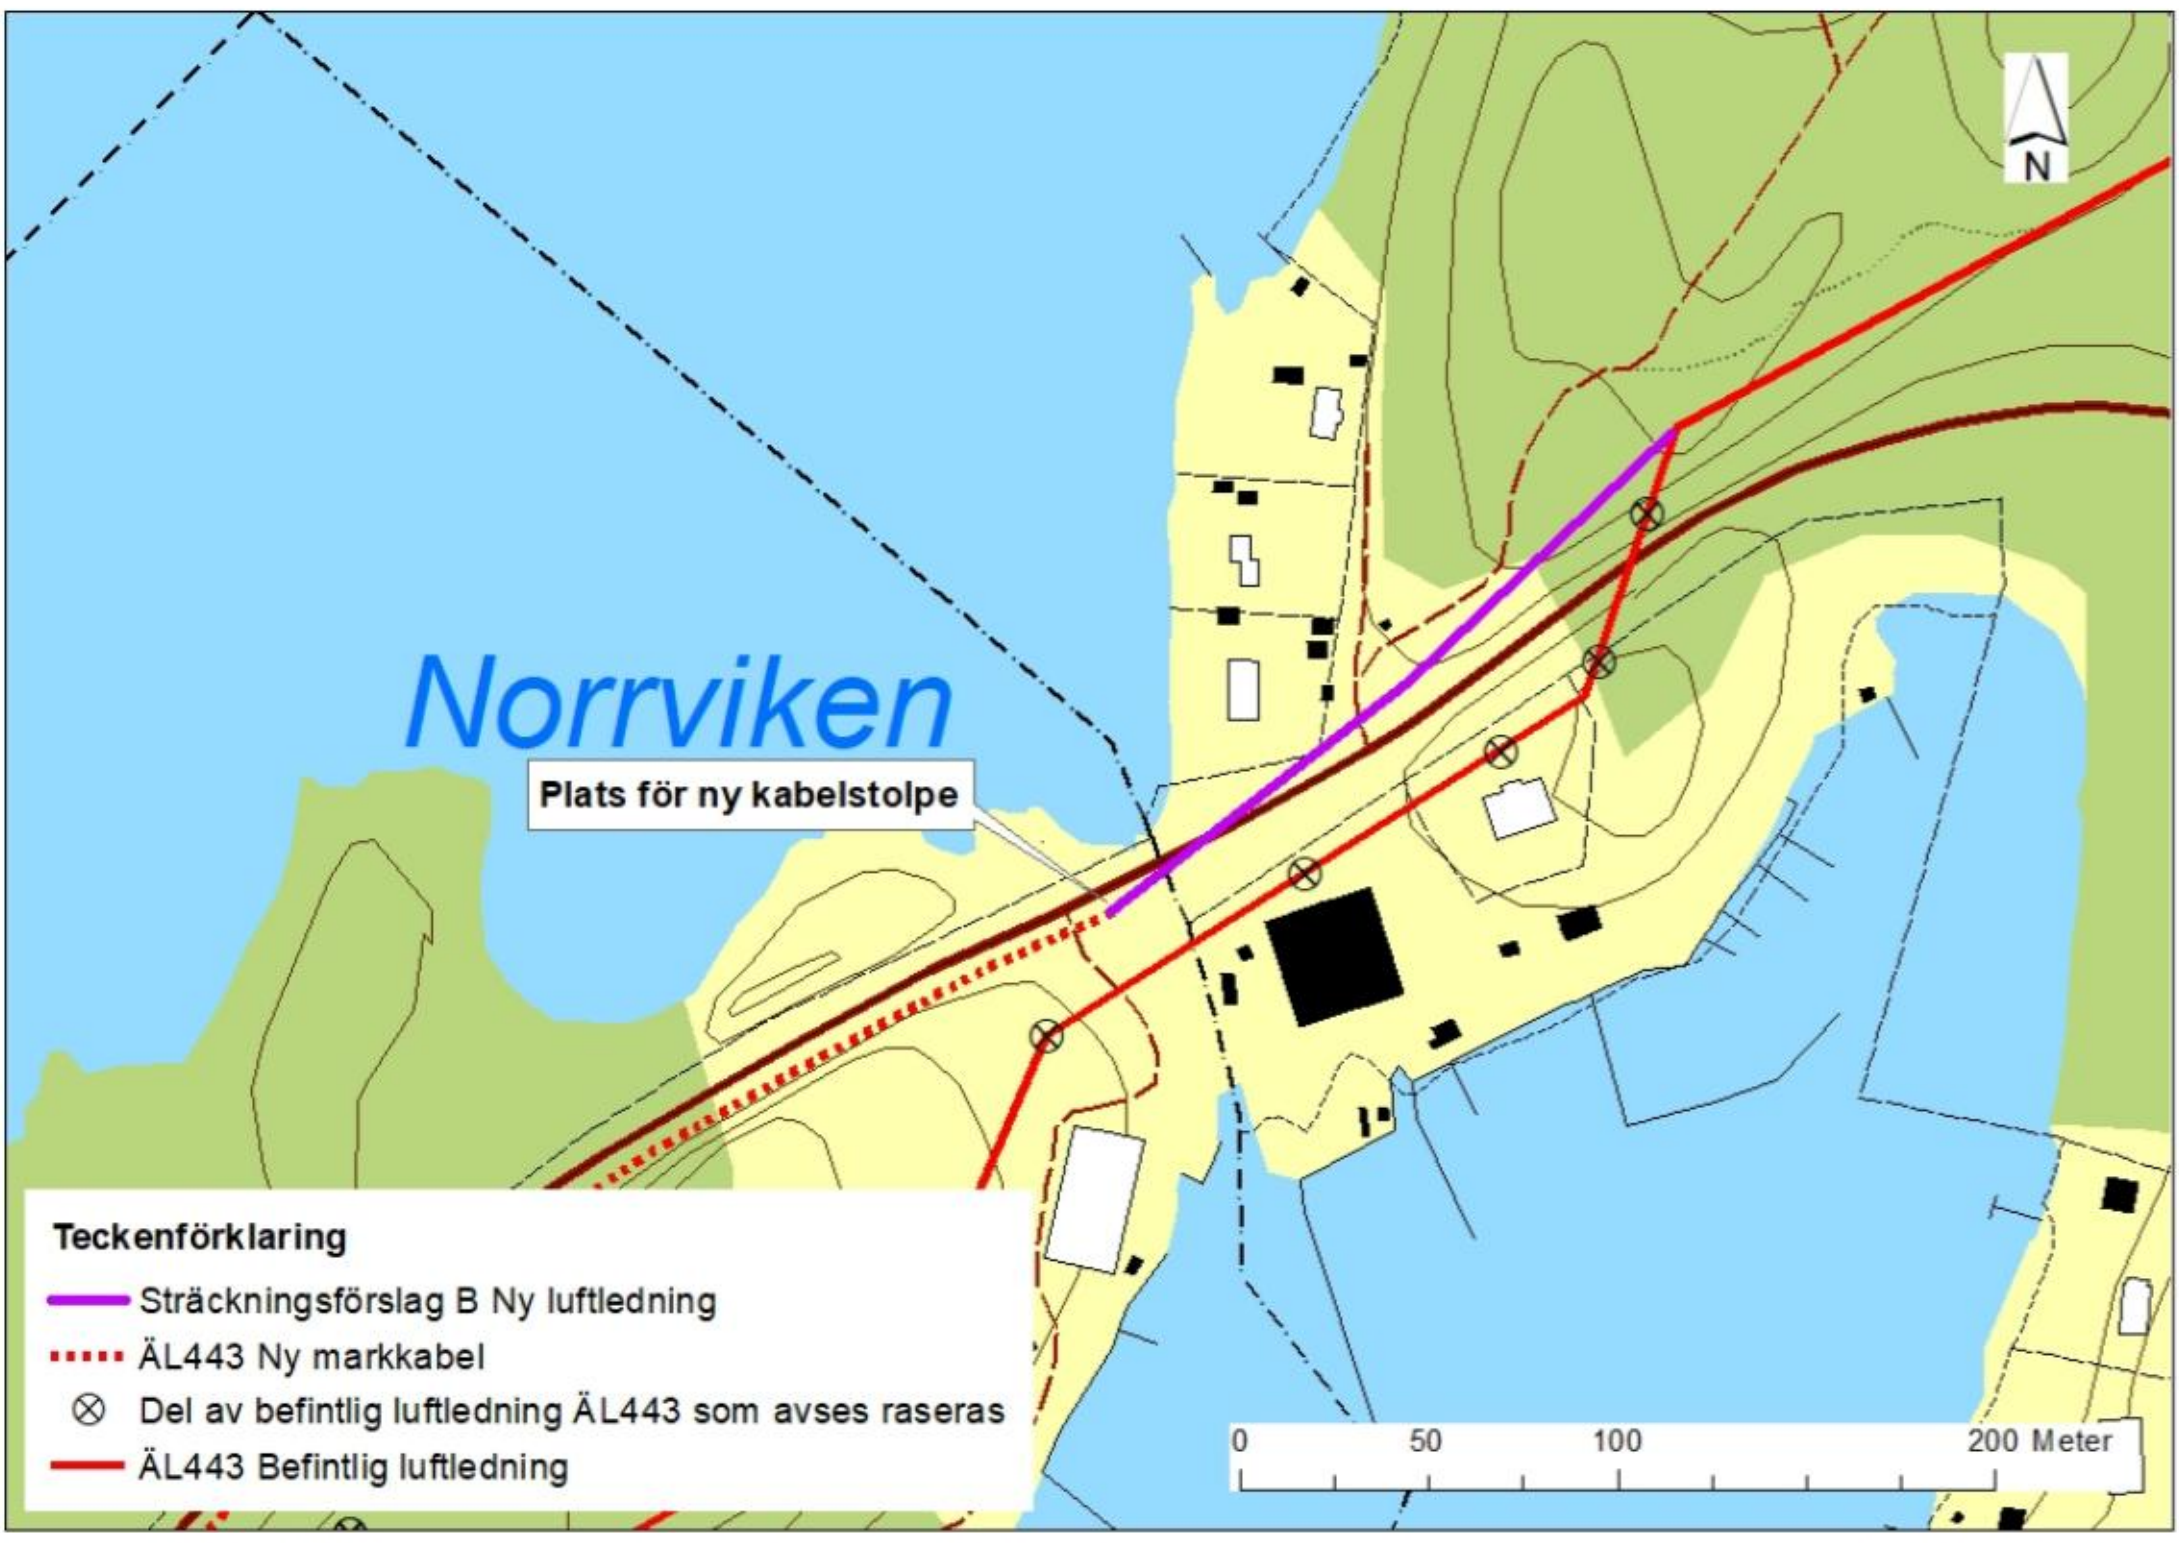 N
Norrviken
Plats för ny kabelstolpe
Teckenförklaring
Sträckningsförslag B Ny luftledning
ÄL443 Ny markkabel
Del av befintlig luftledning ÄL443 som avses raseras
ÄL443 Befintlig luftledning
0 50 100 200 Meter